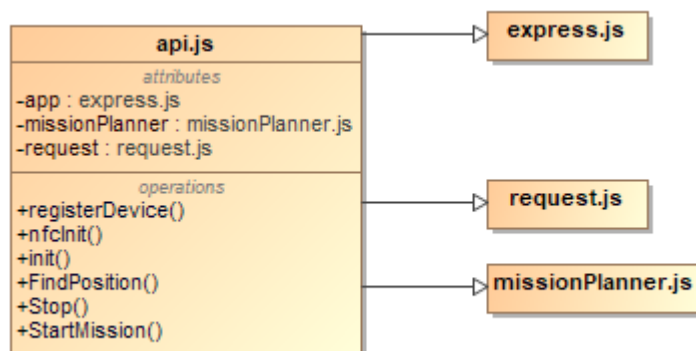 api.js
attributes
-app : express.js
-missionPlanner : missionPlanner.js
-request : request.js
operations
+registerDevice()
+nfcInit()
+init()
+FindPosition()
+Stop()
+StartMission()
express.js
request.js
missionPlanner.js